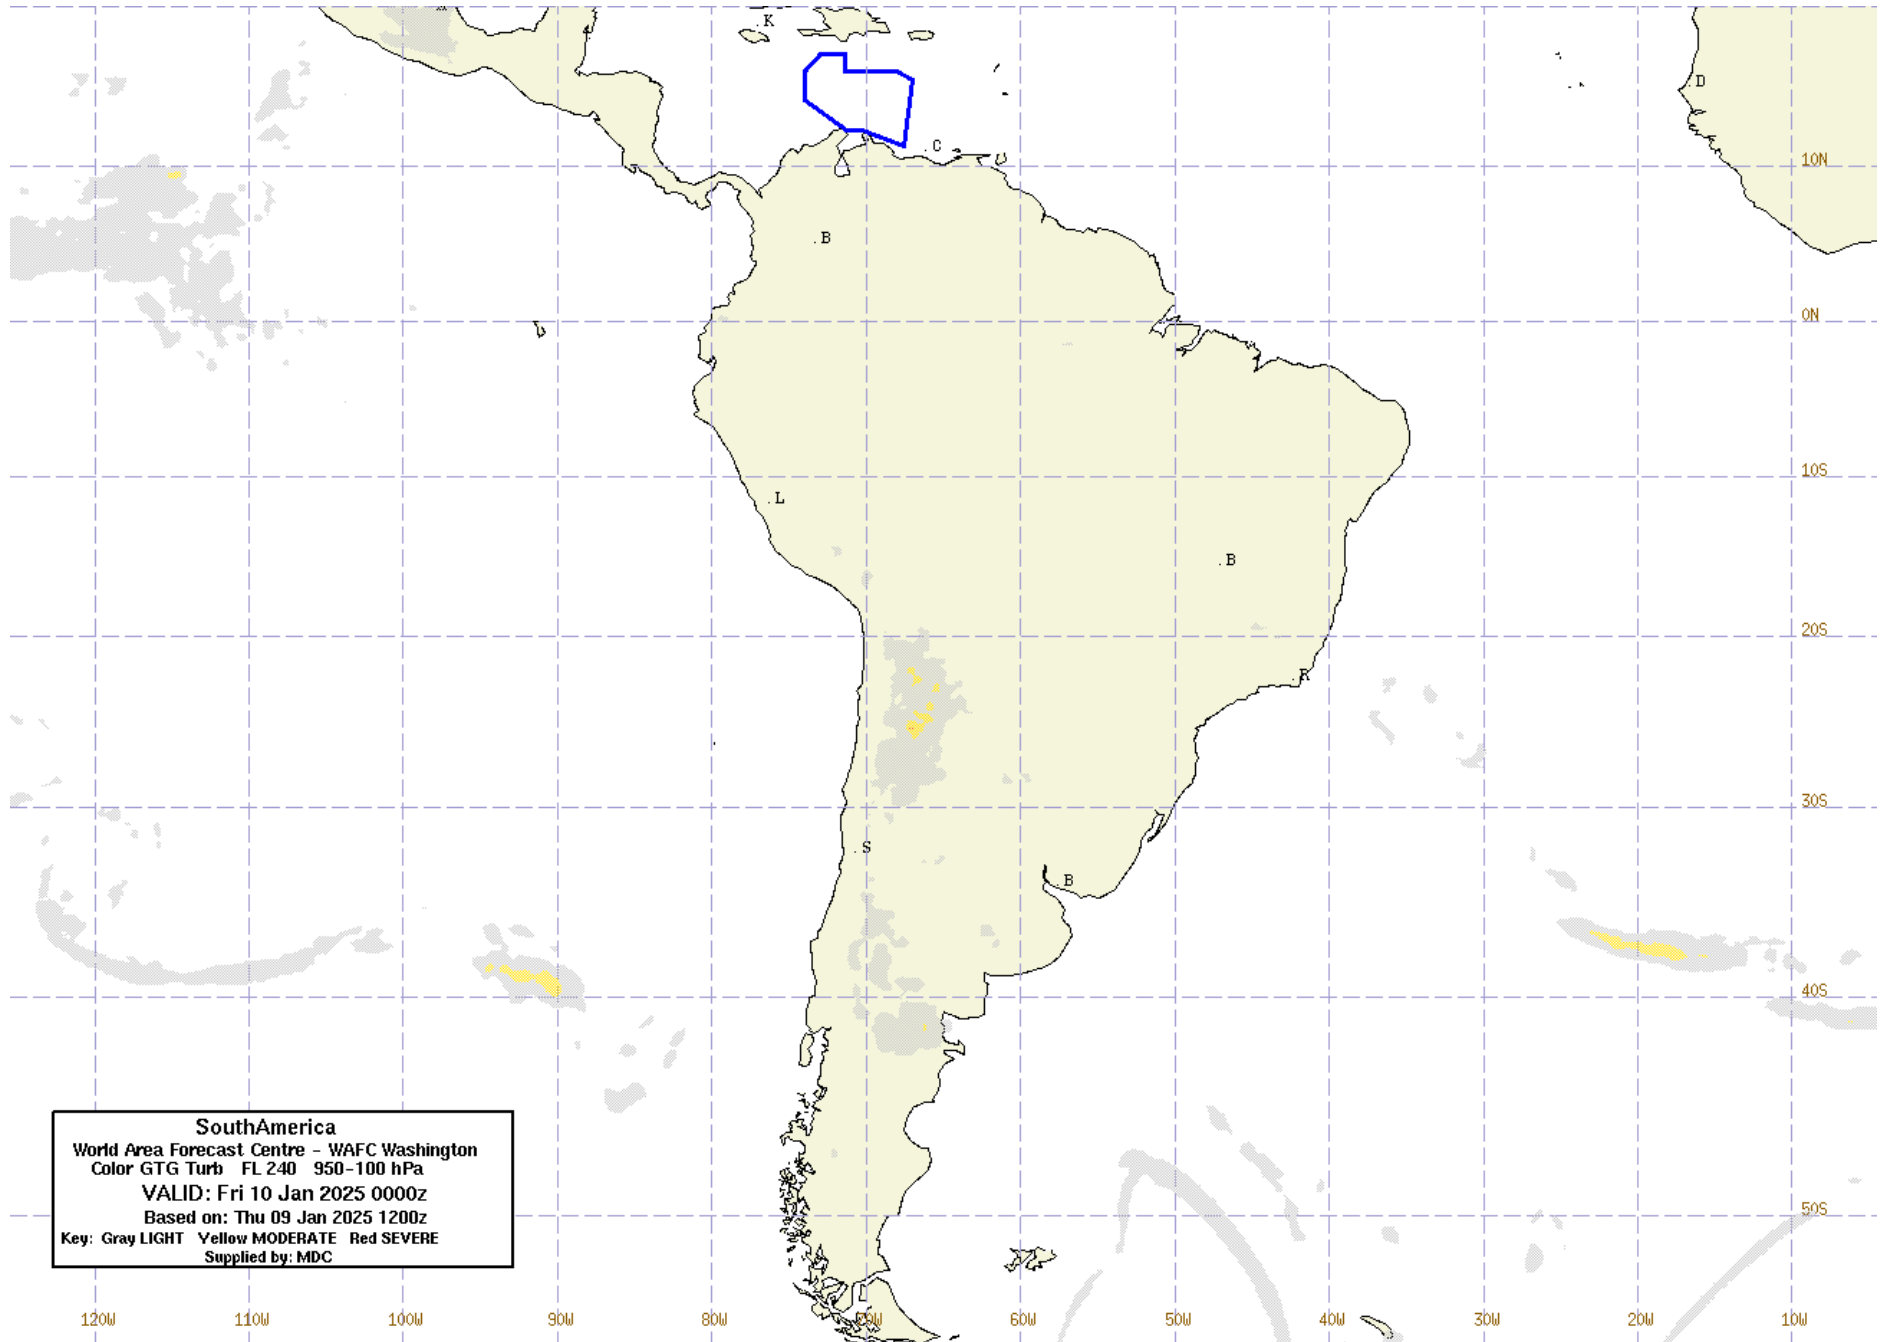 K
D
C
10N
B
0N
10S
L
B
20S
R
30S
S
B
40S
SouthAmerica
World Area Forecast Centre - WAFC Washington
Color GTG Turb FL 240 950-100 hPa
VALID: Fri 10 Jan 2025 0000z
Based on: Thu 09 Jan 2025 1200z
Key: Gray LIGHT Yellow MODERATE Red SEVERE
Supplied by: MDC
50S
120W 110W 100W 90W 80W 70W 60W 50W 40W 30W 20W 10W